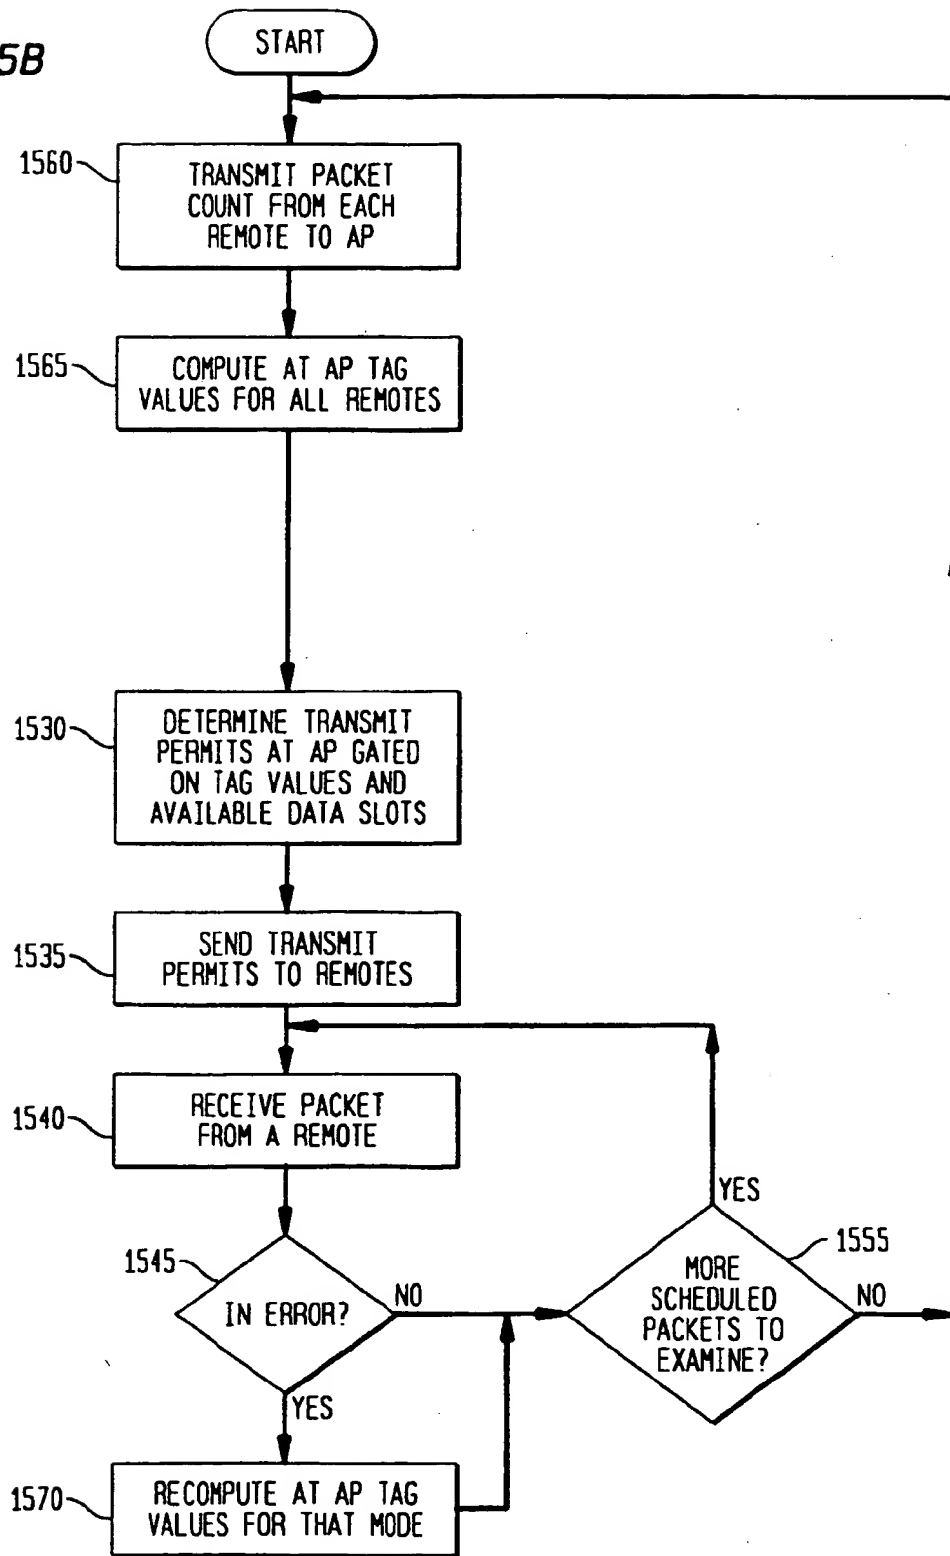 5B
START
1560
TRANSMIT PACKET
COUNT FROM EACH
REMOTE TO AP
1565
COMPUTE AT AP TAG
VALUES FOR ALL REMOTES
1530
DETERMINE TRANSMIT
PERMITS AT AP GATED
ON TAG VALUES AND
AVAILABLE DATA SLOTS
1535
SEND TRANSMIT
PERMITS TO REMOTES
1540
RECEIVE PACKET
FROM A REMOTE
YES
1545
IN ERROR?
NO
1555
MORE
SCHEDULED
PACKETS TO
EXAMINE?
NO
YES
1570
RECOMPUTE AT AP TAG
VALUES FOR THAT MODE